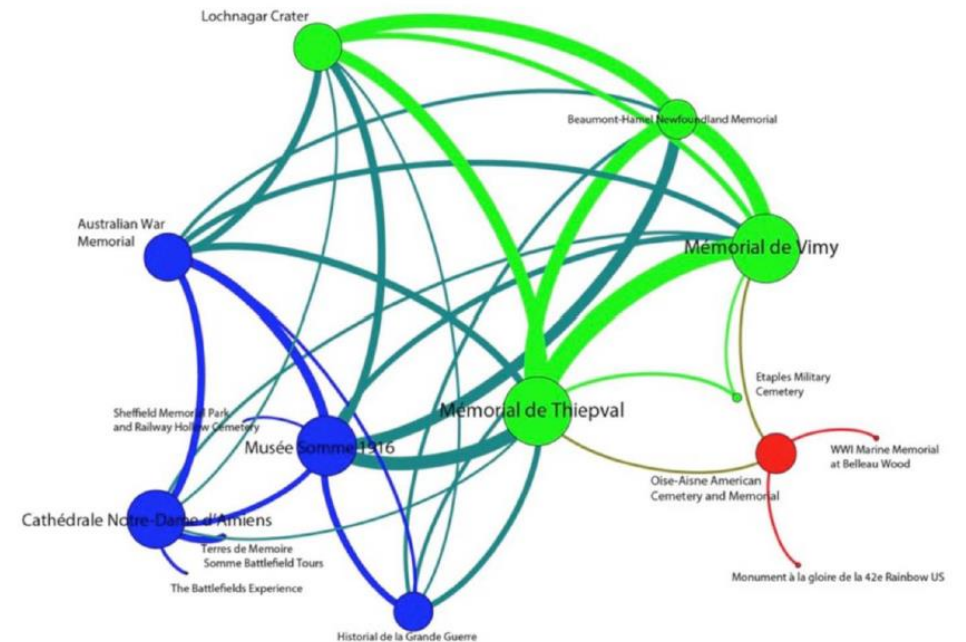 Lochnagar Crater
Beaumont-Hamel Newfoundland Memorial
Australian War
Memorial
Mémorial de Vimy
Etaples Military
Cemetery
Mémorial de Thiepval
Sheffield Memorial Park
and Railway Hollow Cemetery
Musée Somme 1916
WWI Marine Memorial
at Belleau Wood
Oise-Aisne American
Cemetery and Memorial
Cathédrale Notre-Dame d'Amiens
Terres de Memoire
Somme Battlefield Tours
The Battlefields Experience
Monument à la gloire de la 42e Rainbow US
Historial de la Grande Guerre